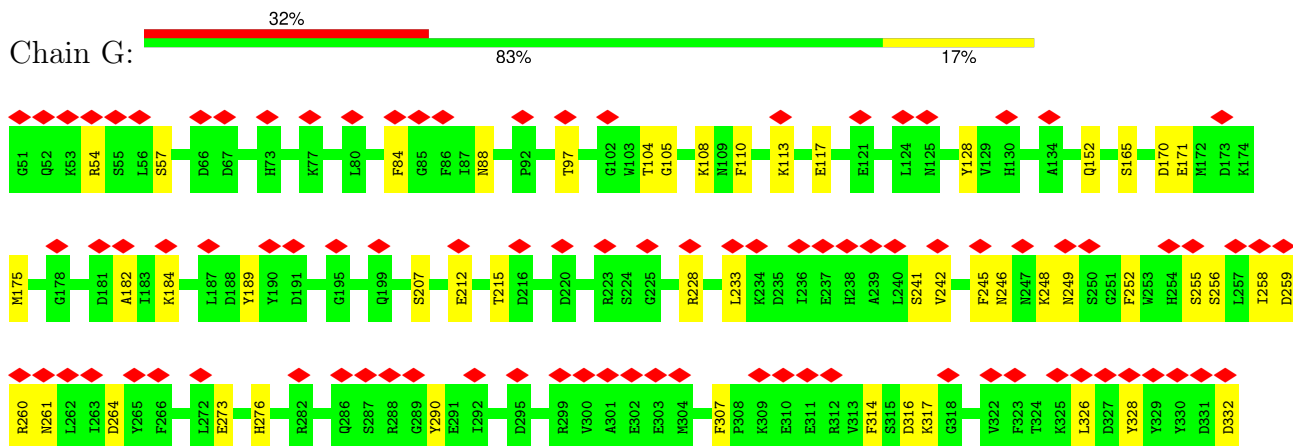 32%
Chain G:
83% 17%
G51 Q52 K53 R54 S55 L56 S57 D66 D67 H73 K77 L80 F84 G85 F86 I87 N88 P92 T97 G102 W103 T104 G105 K108 N109 F110 K113 E117 E121 L124 N125 Y128 V129 H130 A134 Q152 S165 D170 E171 M172 D173 K174
M175 G178 D181 A182 I183 K184 L187 D188 Y189 Y190 D191 G195 Q199 S207 E212 T215 D216 D220 R223 S224 G225 R228 L233 K234 D235 I236 E237 H238 A239 L240 S241 V242 F245 N246 N247 K248 N249 S250 G251 F252 W253 H254 S255 S256 L257 I258 D259
R260 N261 L262 I263 D264 Y265 F266 L272 E273 H276 R282 Q286 S287 R288 G289 Y290 E291 I292 D295 R299 V300 A301 E302 E303 M304 F307 P308 K309 E310 E311 R312 V313 F314 S315 D316 K317 G318 V322 F323 T324 K325 L326 D327 Y328 Y329 Y330 D331 D332